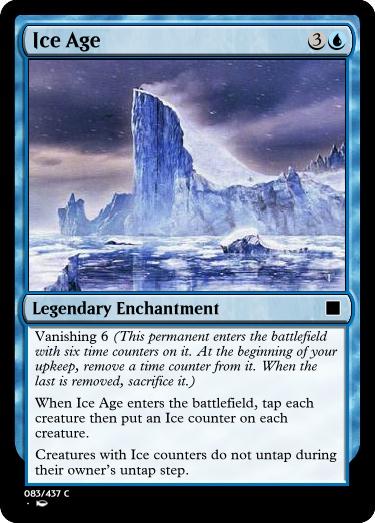 Ice Age 3
Legendary Enchantment
Vanishing 6 (This permanent enters the battlefield
with six time counters on it. At the beginning of your
upkeep, remove a time counter from it. When the
last is removed, sacrifice it.)
When Ice Age enters the battlefield, tap each
creature then put an Ice counter on each
creature.
Creatures with Ice counters do not untap during
their owner's untap step.
083/437 C